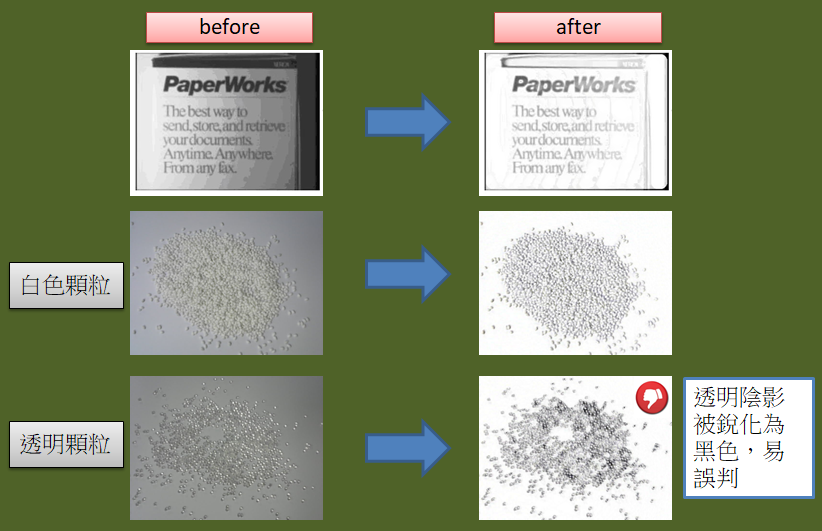 before
after
PaperWorks
The best way to
send, store, and retrieve
your documents.
Anytime. Anywhere.
From any fax.
PaperWorks
The best way to
send, store, and retrieve
your documents.
Anytime. Anywhere.
From any fax.
白色顆粒
透明顆粒
透明陰影
被銳化為
黑色，易
誤判